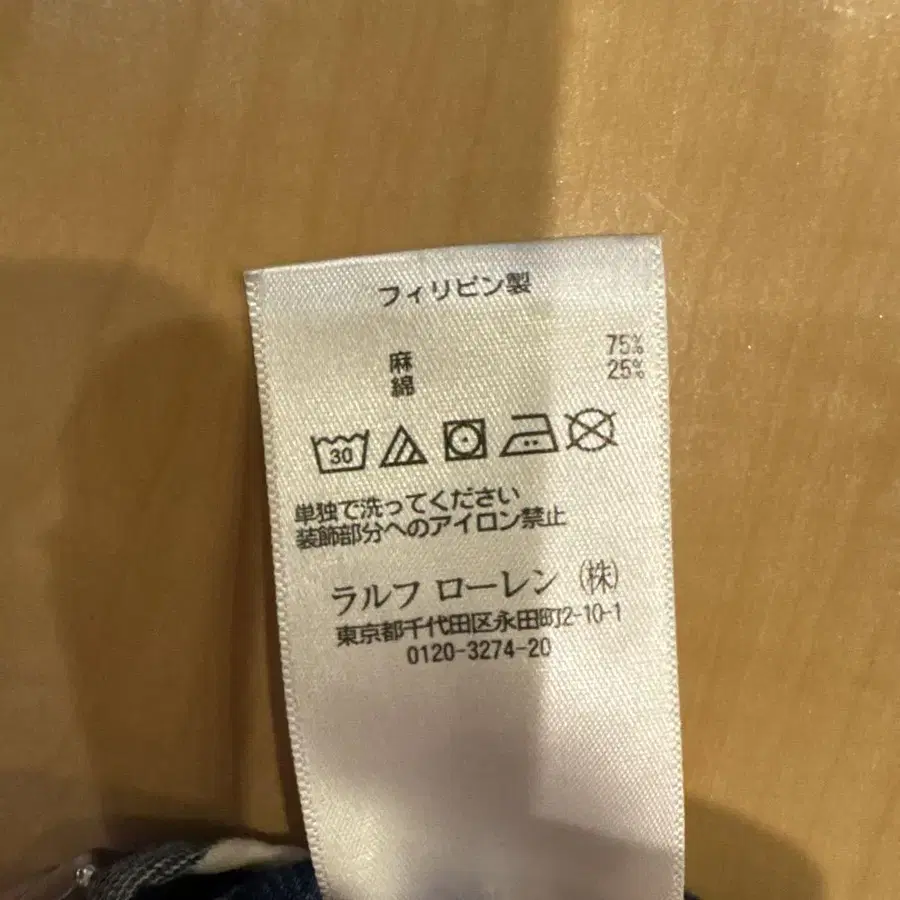 フィリピン製
麻 75%
綿 25%
30
単独で洗ってください
装飾部分へのアイロン禁止
ラルフ ローレン (株)
東京都千代田区永田町2-10-1
0120-3274-20